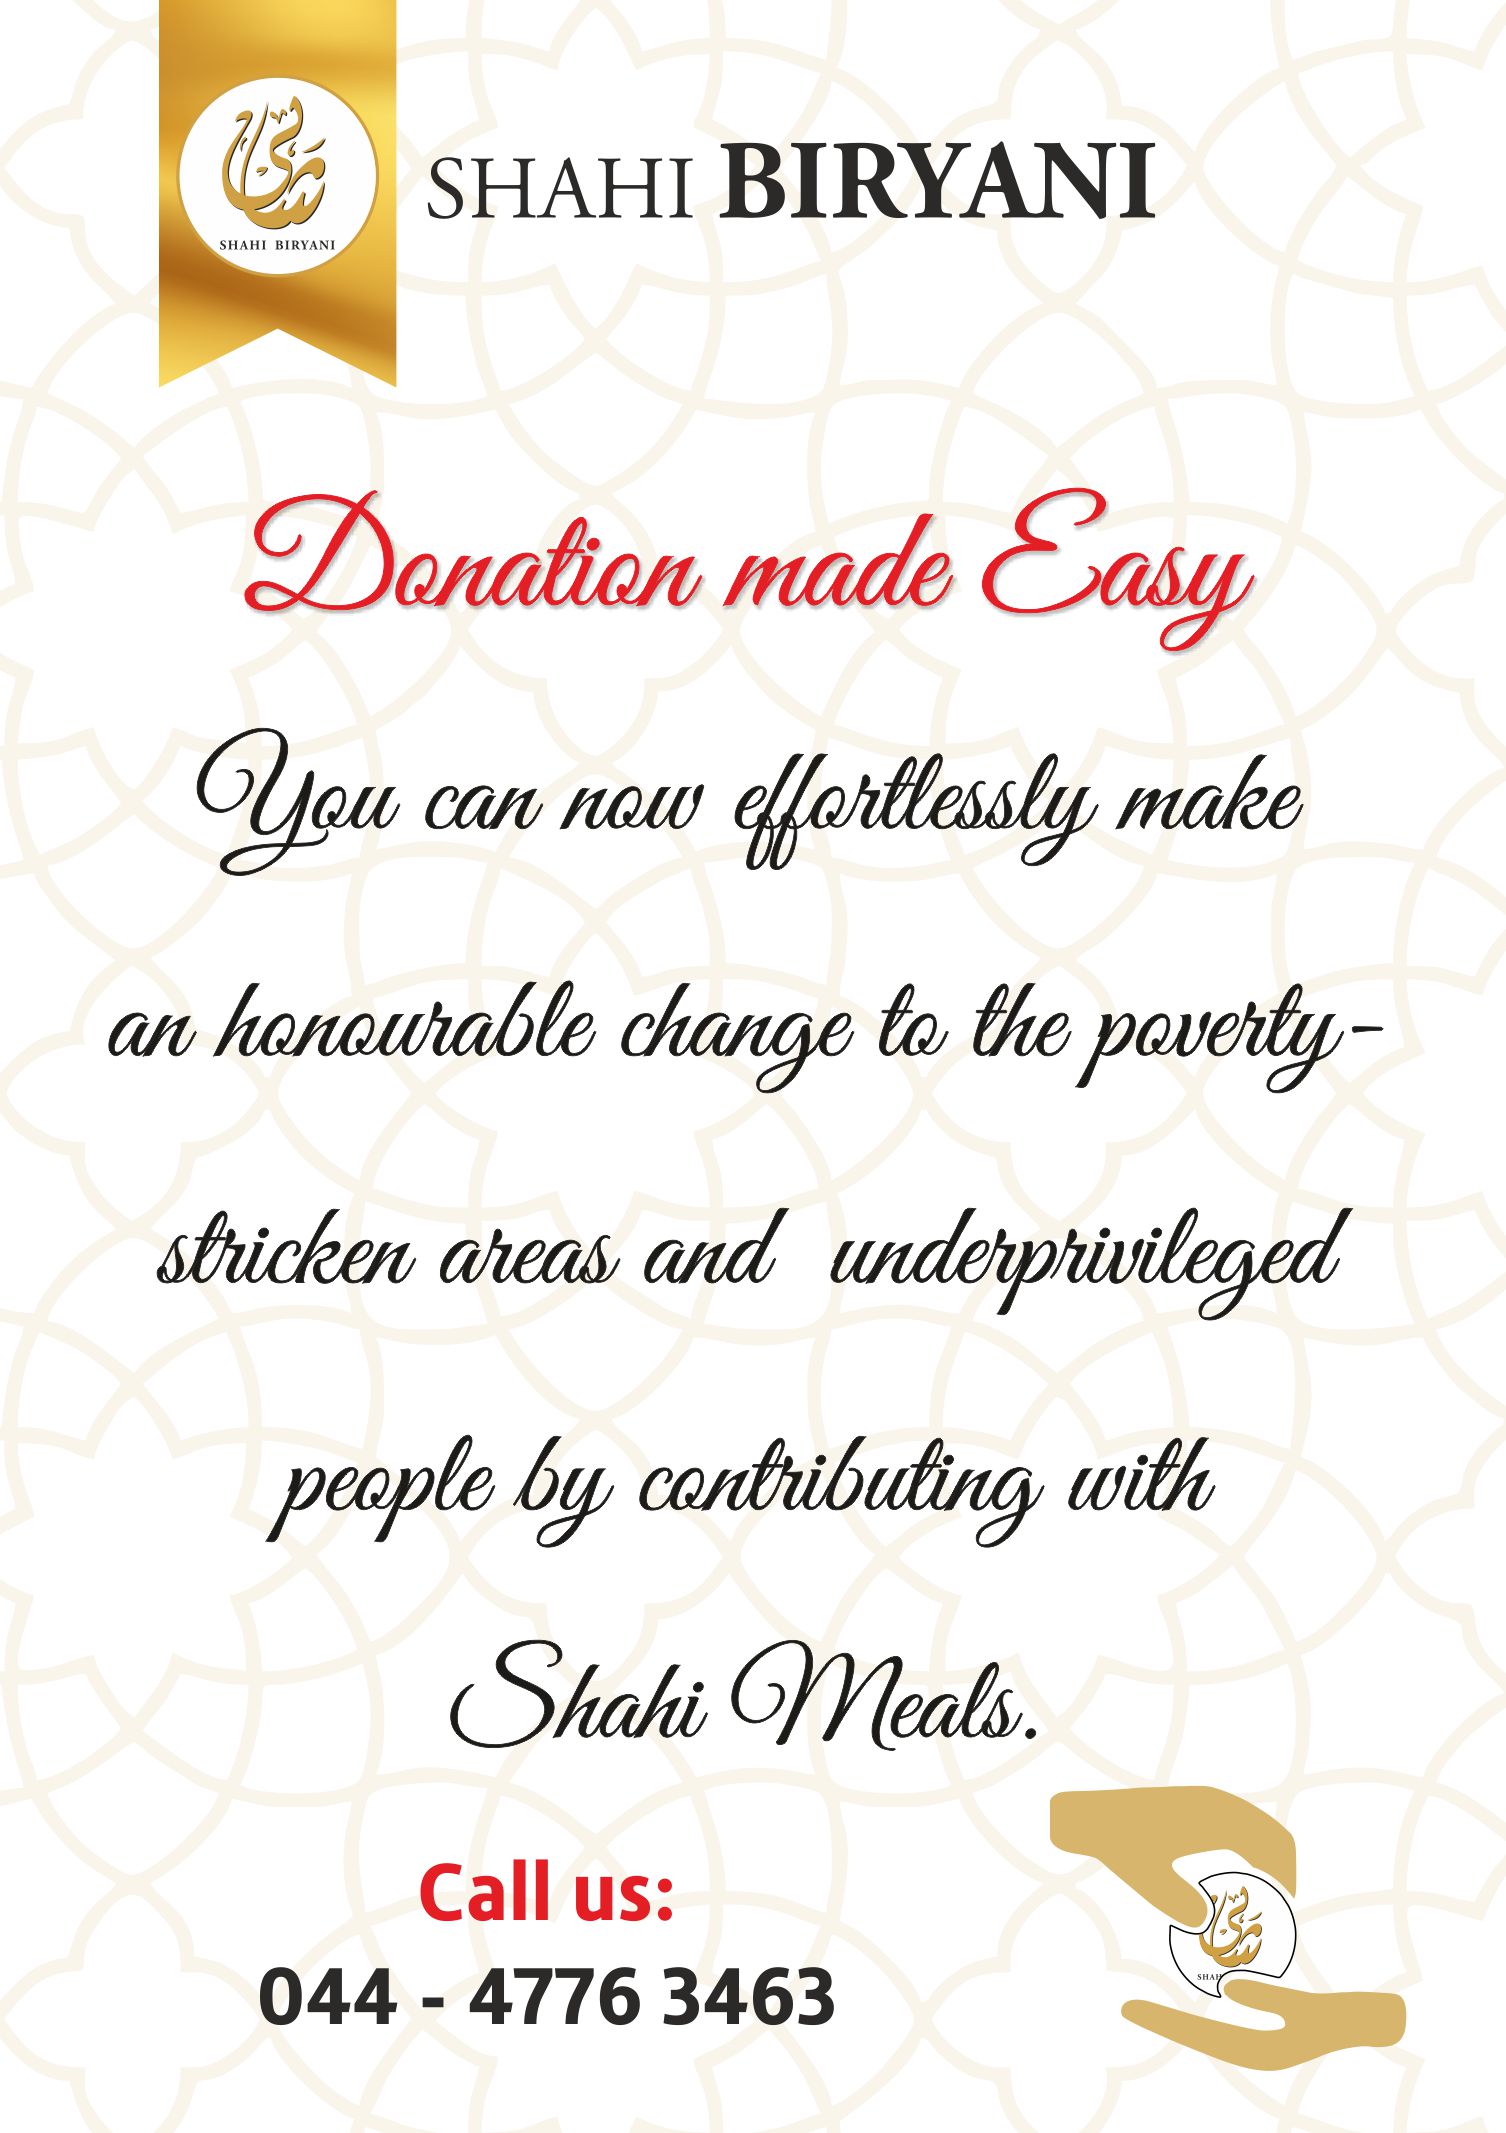 SHAHI BIRYANI
SHAHI BIRYANI
Donation made Easy
You can now effortlessly make
an honourable change to the poverty-
stricken areas and underprivileged
people by contributing with
Shahi Meals.
Call us:
044 - 4776 3463